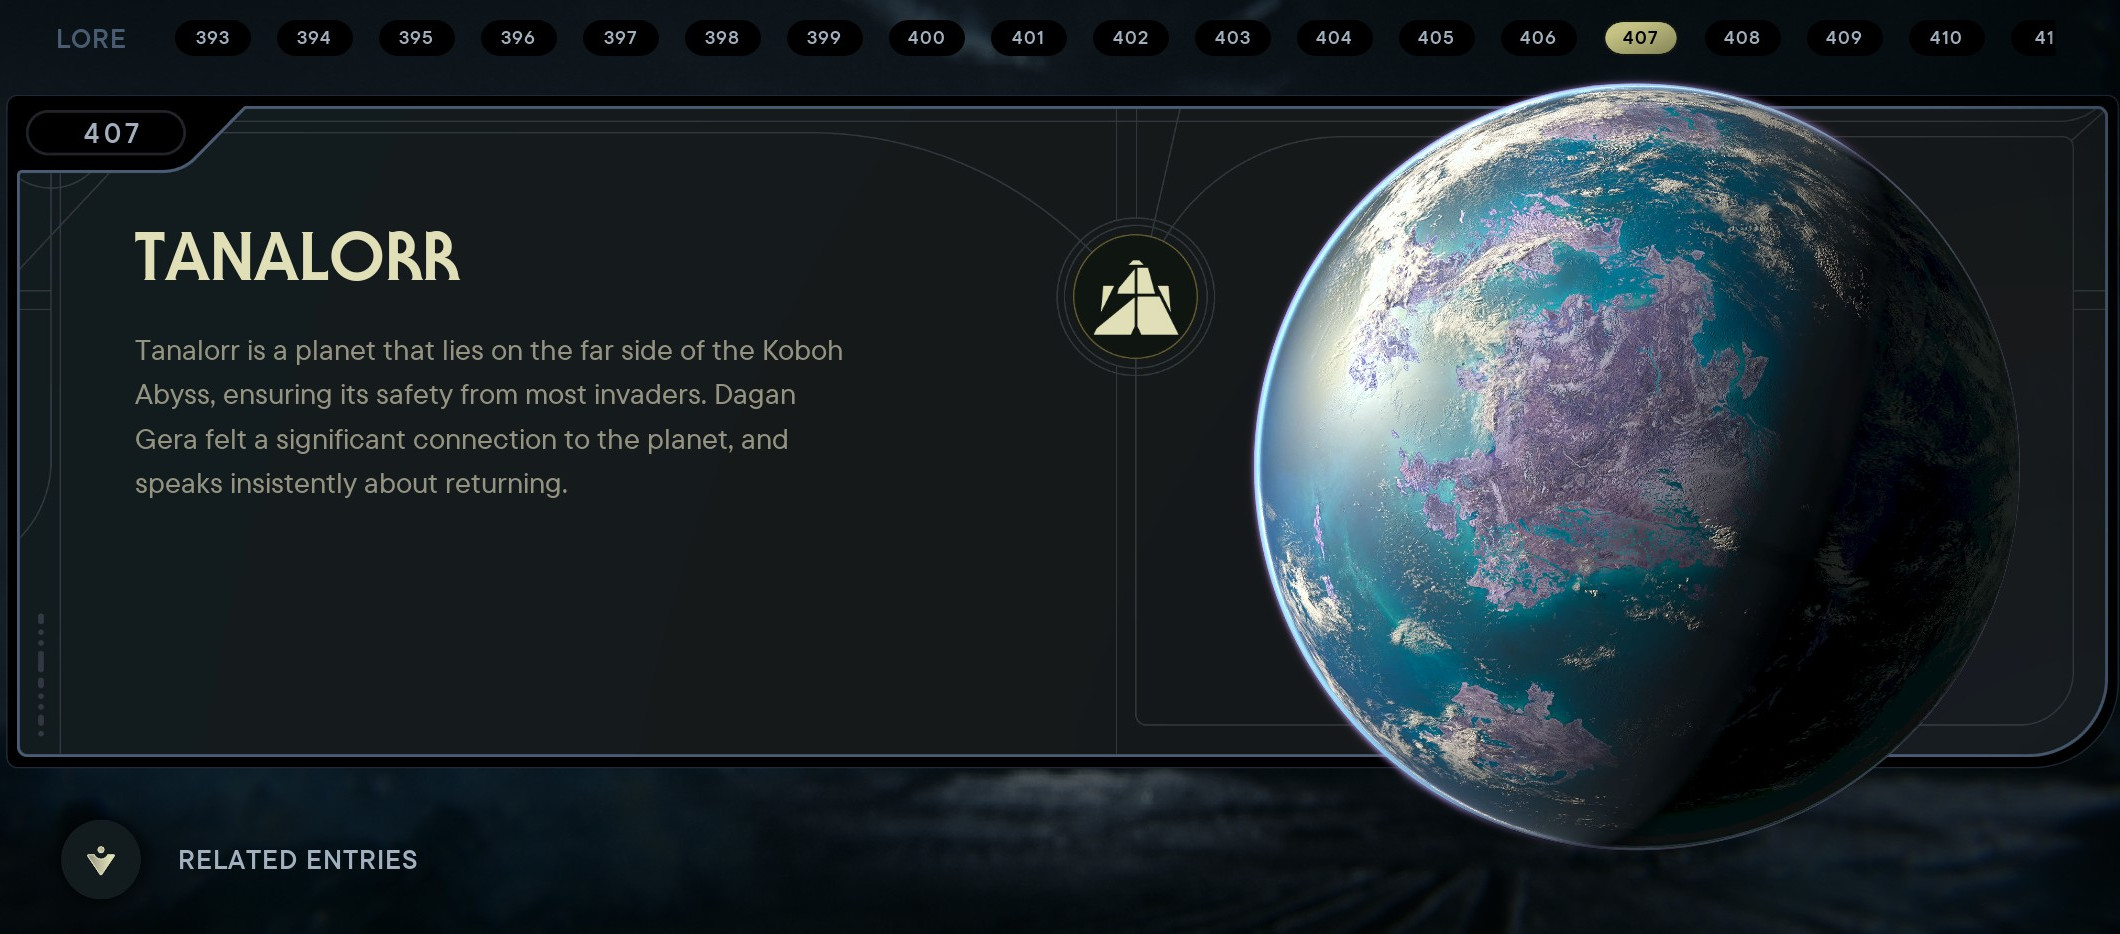 LORE 393 394 395 396 397 398 399 400 401 402 403 404 405 406 407 408 409 410 41
407
TANALORR
Tanalorr is a planet that lies on the far side of the Koboh
Abyss, ensuring its safety from most invaders. Dagan
Gera felt a significant connection to the planet, and
speaks insistently about returning.
RELATED ENTRIES